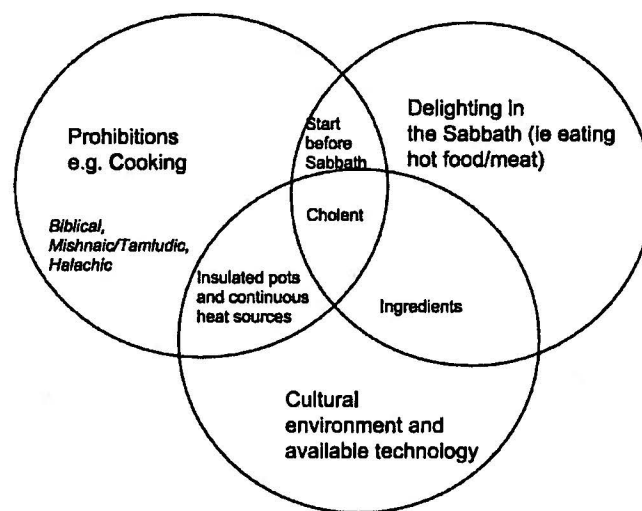 Prohibitions
e.g. Cooking
Biblical,
Mishnaic/Tamludic,
Halachic
Start
before
Sabbath
Delighting in
the Sabbath (ie eating
hot food/meat)
Cholent
Insulated pots
and continuous
heat sources
Ingredients
Cultural
environment and
available technology